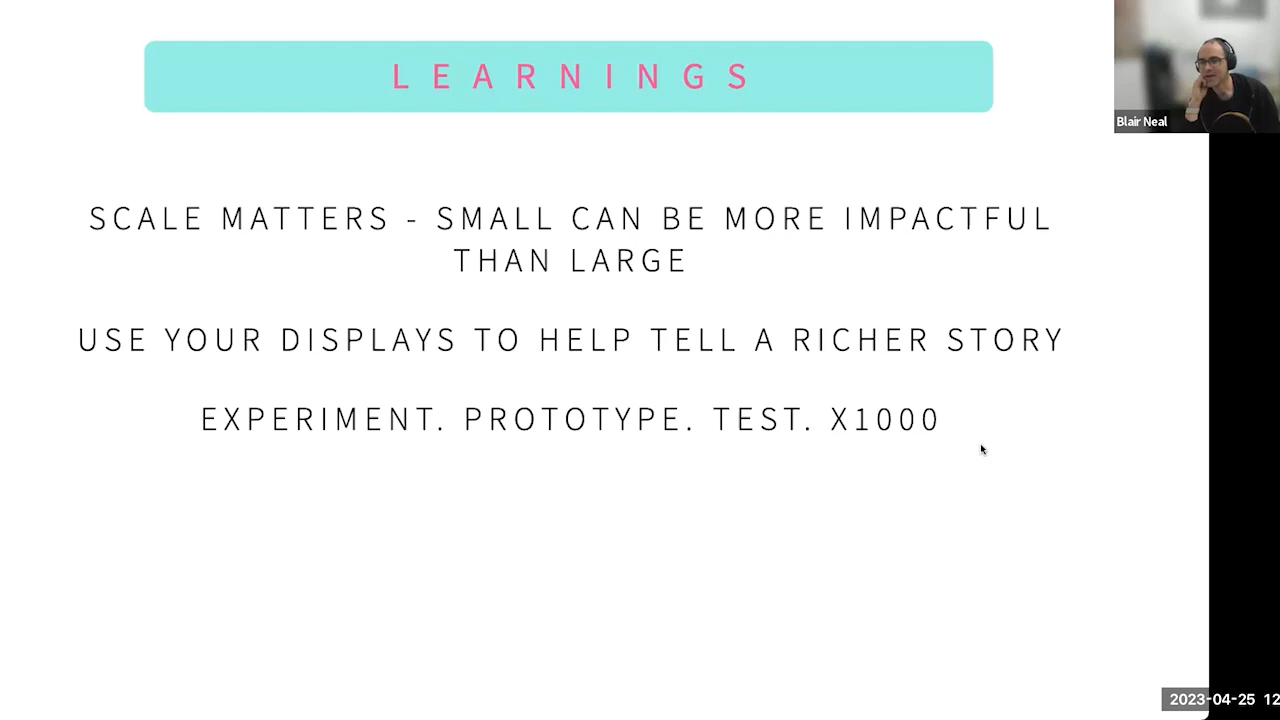 LEARNINGS
Blair Neal
SCALE MATTERS - SMALL CAN BE MORE IMPACTFUL
THAN LARGE
USE YOUR DISPLAYS TO HELP TELL A RICHER STORY
EXPERIMENT. PROTOTYPE. TEST. X1000
2023-04-25 12